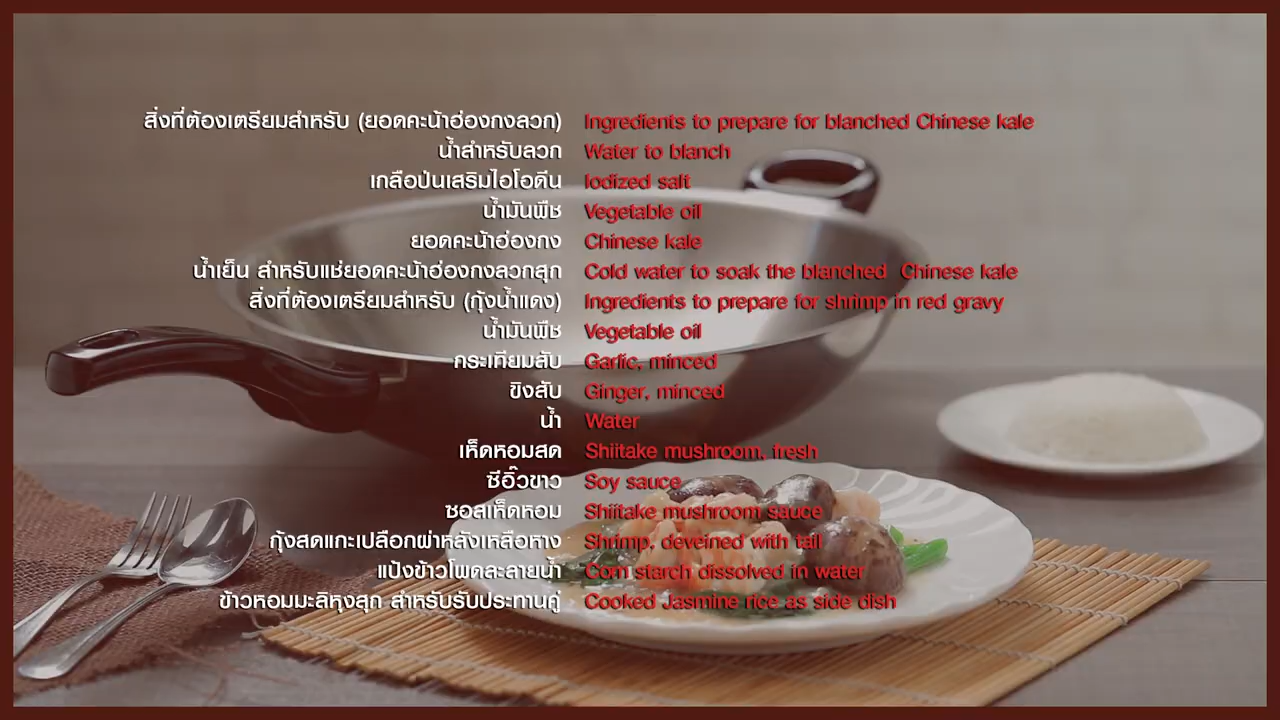 สิ่งที่ต้องเตรียมสำหรับ (ยอดคะน้าฮ่องกงลวก) Ingredients to prepare for blanched Chinese kale
น้ำสำหรับลวก Water to blanch
เกลือป่นเสริมไอโอดีน Iodized salt
น้ำมันพืช Vegetable oil
ยอดคะน้าฮ่องกง Chinese kale
น้ำเย็น สำหรับแช่ยอดคะน้าฮ่องกงลวกสุก Cold water to soak the blanched Chinese kale
สิ่งที่ต้องเตรียมสำหรับ (กุ้งน้ำแดง) Ingredients to prepare for shrimp in red gravy
น้ำมันพืช Vegetable oil
กระเทียมสับ Garlic, minced
ขิงสับ Ginger, minced
น้ำ Water
เห็ดหอมสด Shiitake mushroom, fresh
ซีอิ๊วขาว Soy sauce
ซอสเห็ดหอม Shiitake mushroom sauce
กุ้งสดแกะเปลือกผ่าหลังเหลือหาง Shrimp, deveined with tail
แป้งข้าวโพดละลายน้ำ Corn starch dissolved in water
ข้าวหอมมะลิหุงสุก สำหรับรับประทานคู่ Cooked Jasmine rice as side dish